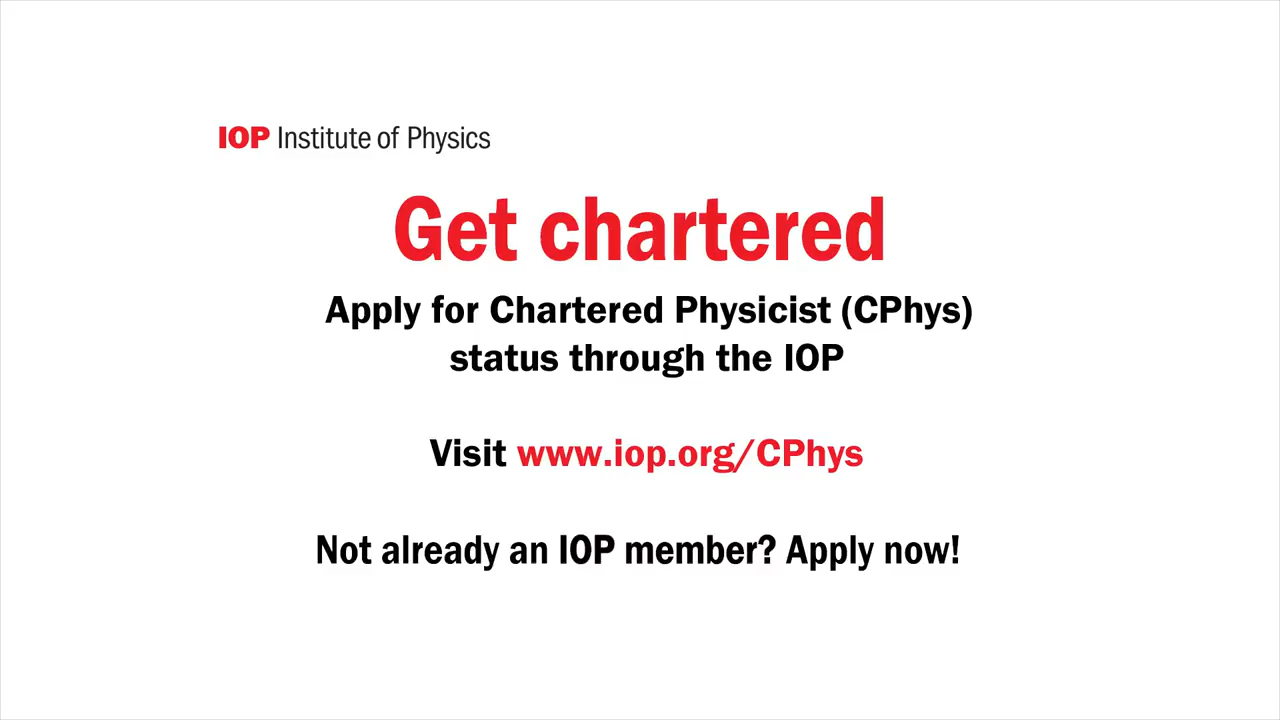 IOP Institute of Physics
Get chartered
Apply for Chartered Physicist (CPhys)
status through the IOP
Visit www.iop.org/CPhys
Not already an IOP member? Apply now!